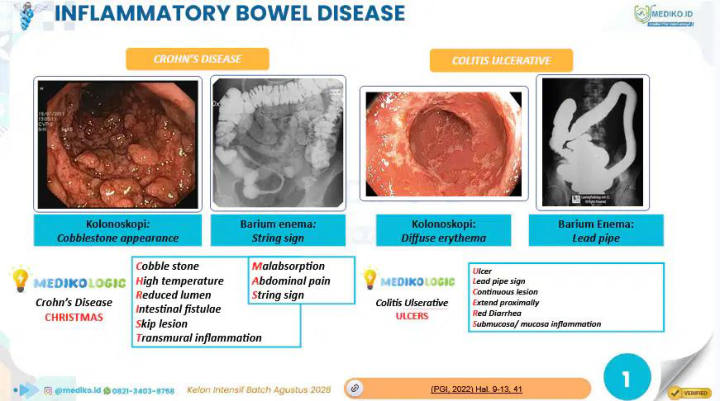 INFLAMMATORY BOWEL DISEASE
MEDIKO.ID
CROHN'S DISEASE
COLITIS ULCERATIVE
Kolonoskopi:
Cobblestone appearance
Barium enema:
String sign
Kolonoskopi:
Diffuse erythema
Barium Enema:
Lead pipe
MEDIKOLOGIC
Crohn's Disease
CHRISTMAS
Cobble stone
High temperature
Reduced lumen
Intestinal fistulae
Skip lesion
Transmural inflammation
Malabsorption
Abdominal pain
String sign
MEDIKOLOGIC
Colitis Ulserative
ULCERS
Ulcer
Lead pipe sign
Continuous lesion
Extend proximally
Red Diarrhea
Submucosa/ mucosa inflammation
1
@mediko.id 0821-3403-8768
Kelan Intensif Batch Agustus 2028
(PGI, 2022) Hal. 9-13, 41
VERIFIED